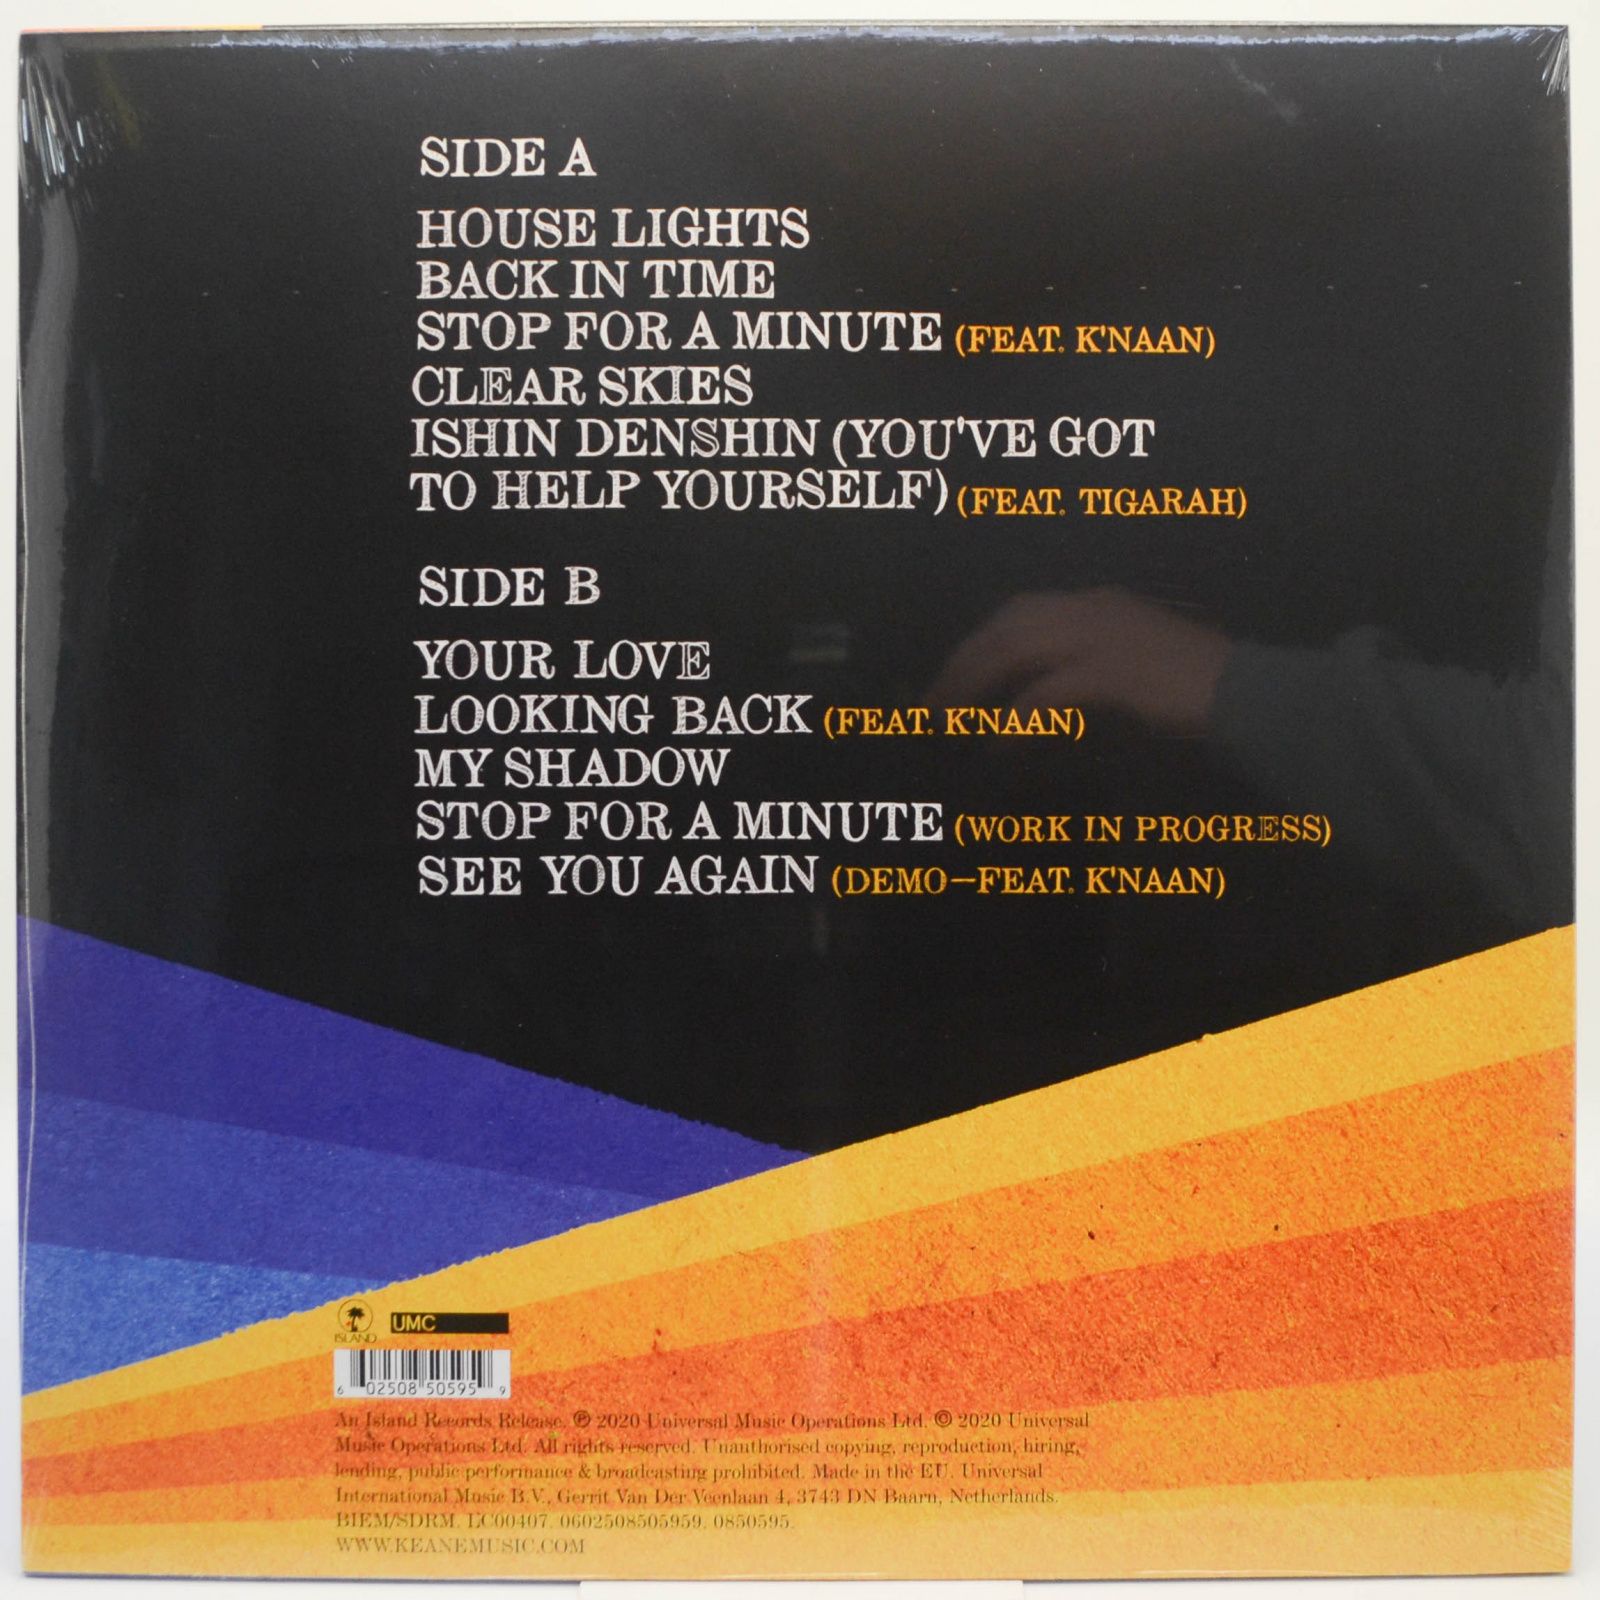 SIDE A
HOUSE LIGHTS
BACK IN TIME
STOP FOR A MINUTE (FEAT. K'NAAN)
CLEAR SKIES
ISHIN DENSHIN (YOU'VE GOT
TO HELP YOURSELF) (FEAT. TIGARAH)
SIDE B
YOUR LOVE
LOOKING BACK (FEAT. K'NAAN)
MY SHADOW
STOP FOR A MINUTE (WORK IN PROGRESS)
SEE YOU AGAIN (DEMO—FEAT. K'NAAN)
ISLAND UMC
6 02508 50595 9
An Island Records Release. ℗ 2020 Universal Music Operations Ltd. © 2020 Universal
Music Operations Ltd. All rights reserved. Unauthorised copying, reproduction, hiring,
lending, public performance & broadcasting prohibited. Made in the EU. Universal
International Music B.V., Gerrit Van Der Veenlaan 4, 3743 DN Baarn, Netherlands.
BIEM/SDRM. LC00407. 0602508505959. 0850595.
WWW.KEANEMUSIC.COM